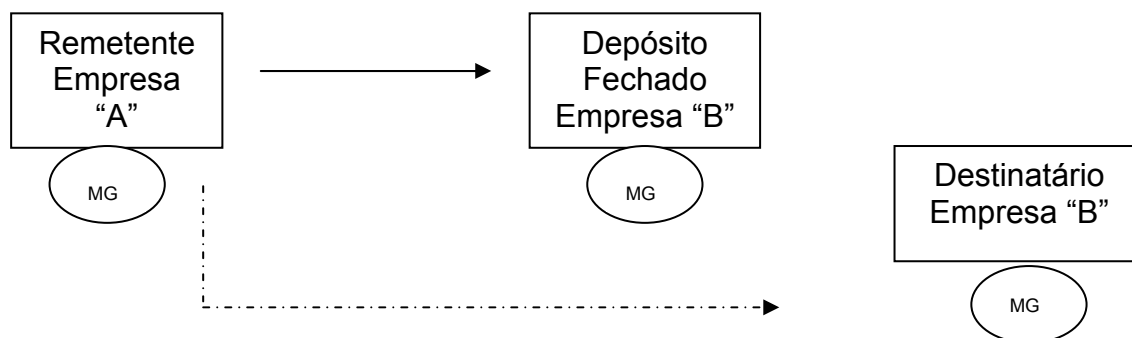 Remetente
Empresa
“A”
MG
Depósito
Fechado
Empresa “B”
MG
Destinatário
Empresa “B”
MG